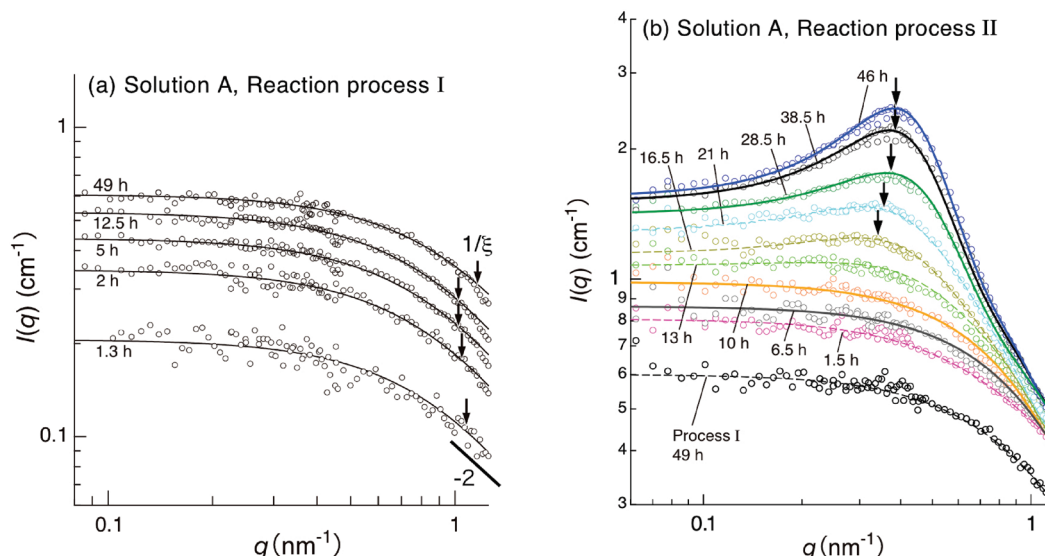 (a) Solution A, Reaction process I
1
0.1
I(q) (cm⁻¹)
49 h
12.5 h
5 h
2 h
1.3 h
1/ξ
-2
0.1
1
q (nm⁻¹)
(b) Solution A, Reaction process II
4
3
2
1
9
8
7
6
5
4
3
I(q) (cm⁻¹)
46 h
38.5 h
28.5 h
21 h
16.5 h
13 h
10 h
6.5 h
1.5 h
Process I
49 h
0.1
1
q (nm⁻¹)